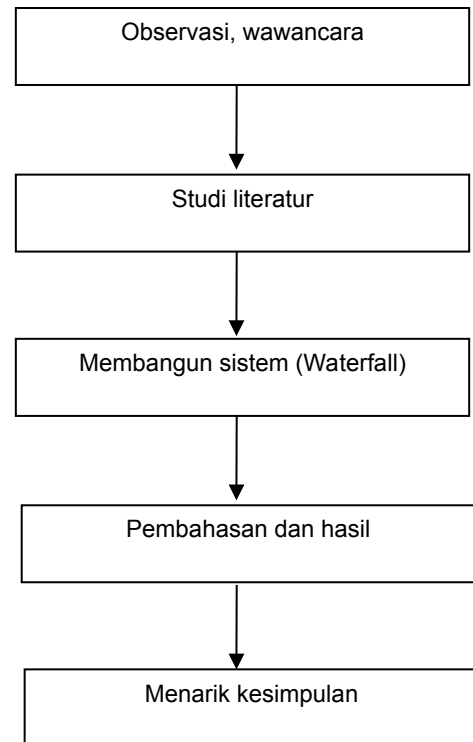 Observasi, wawancara
Studi literatur
Membangun sistem (Waterfall)
Pembahasan dan hasil
Menarik kesimpulan